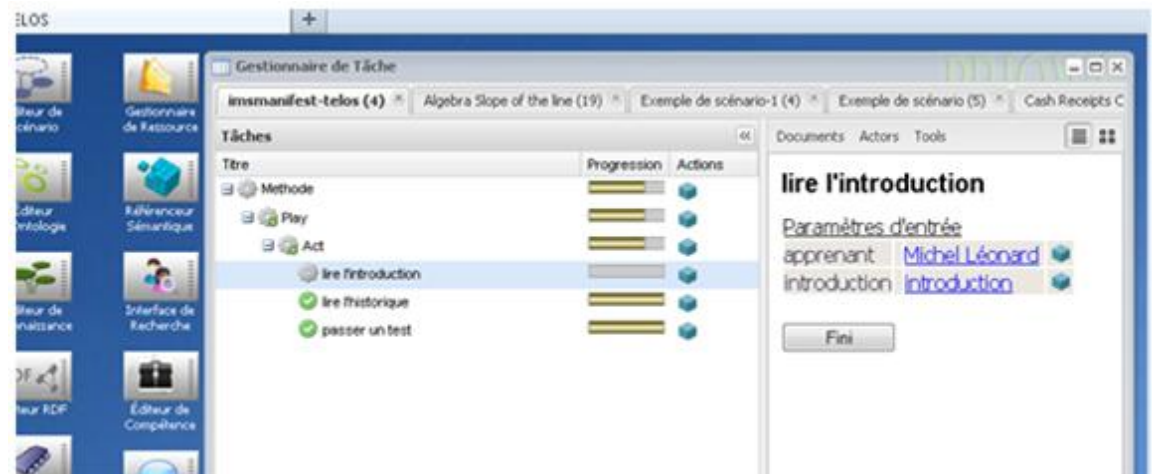 ELOS
+
Gestionnaire de Ressource
Référenceur Sémantique
Interface de Recherche
Éditeur de Compétence
Gestionnaire de Tâche
imsmanifest-telos (4) Algebra Slope of the line (19) Exemple de scénario-1 (4) Exemple de scénario (5) Cash Receipts C
Tâches
Titre Progression Actions
Methode
Play
Act
lire l'introduction
lire l'historique
passer un test
Documents Actors Tools
lire l'introduction
Paramètres d'entrée
apprenant Michel Léonard
introduction introduction
Fini